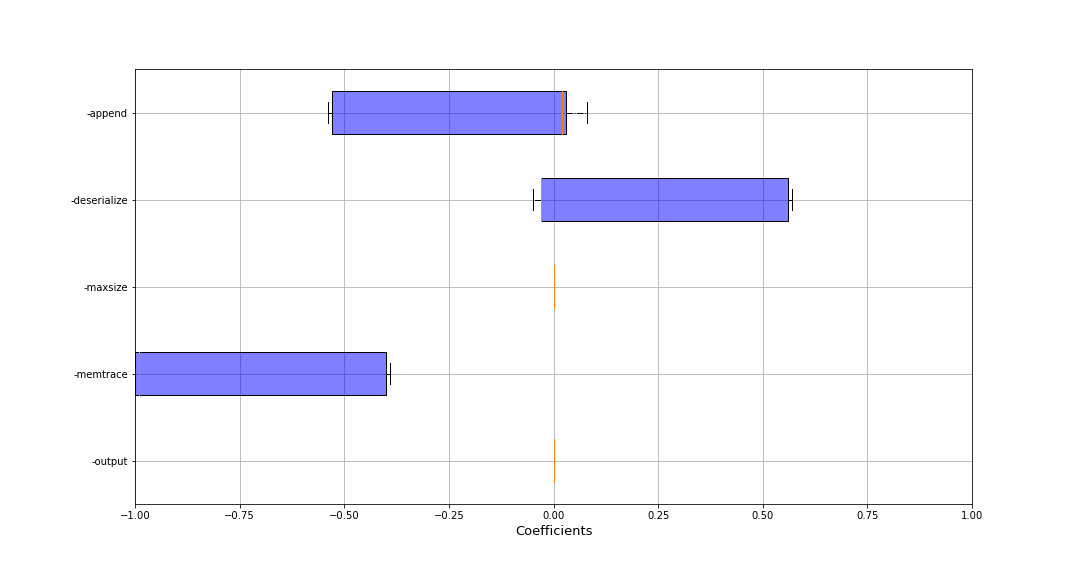 -append
-deserialize
-maxsize
-memtrace
-output
−1.00 −0.75 −0.50 −0.25 0.00 0.25 0.50 0.75 1.00
Coefficients